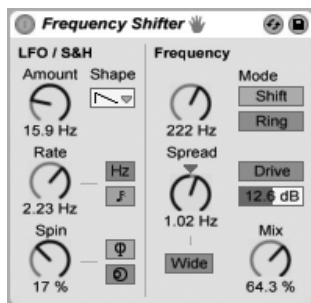 Frequency Shifter
LFO / S&H
Amount Shape
15.9 Hz
Rate
Hz
2.23 Hz
Spin
Φ
17 %
Frequency
Mode
Shift
Ring
222 Hz
Spread
Drive
12.6 dB
1.02 Hz
Mix
Wide
64.3 %